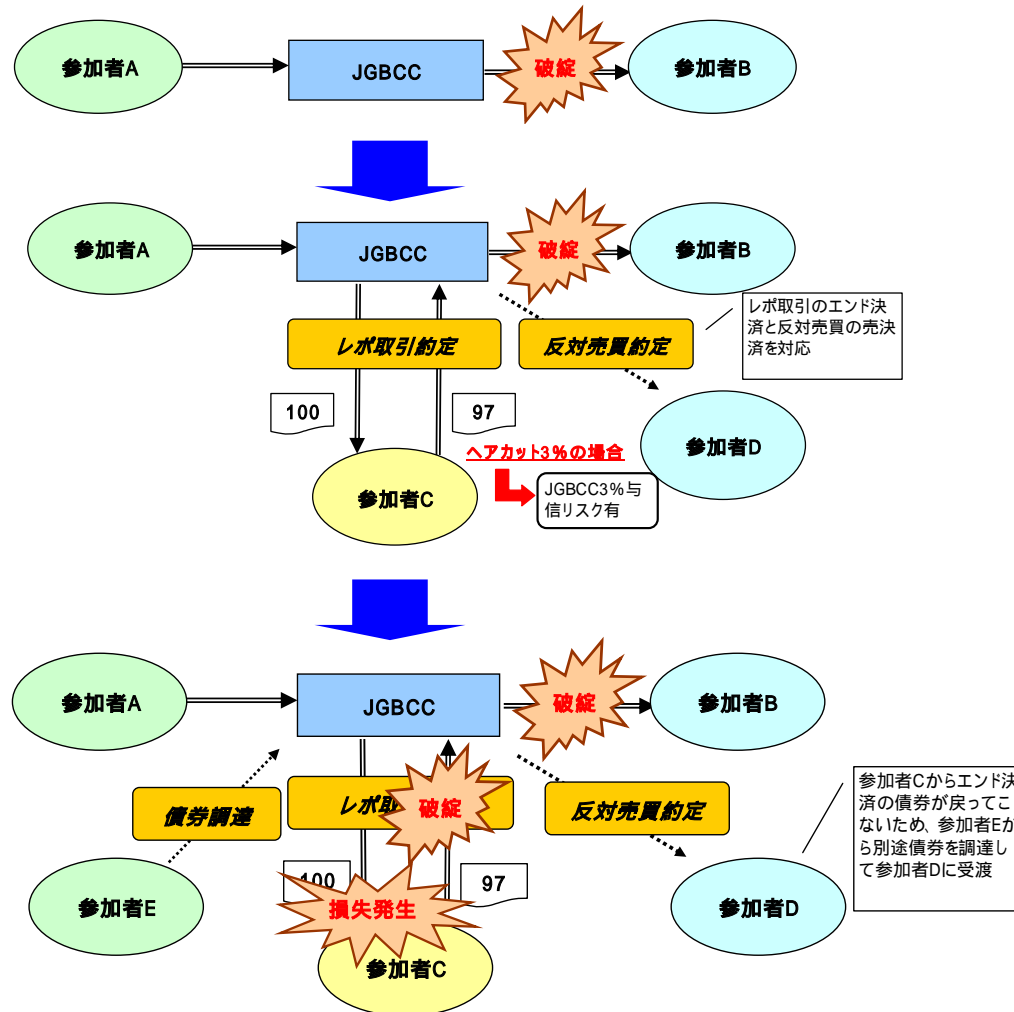 参加者A
JGBCC
破綻
参加者B
参加者A
JGBCC
破綻
参加者B
レポ取引のエンド決
済と反対売買の売決
済を対応
レポ取引約定
反対売買約定
100
97
ヘアカット3%の場合
参加者D
参加者C
JGBCC3%与
信リスク有
参加者A
JGBCC
破綻
参加者B
債券調達
レポ取
破綻
反対売買約定
参加者Cからエンド決
済の債券が戻ってこ
ないため、参加者Eか
ら別途債券を調達し
て参加者Dに受渡
100
97
損失発生
参加者E
参加者D
参加者C